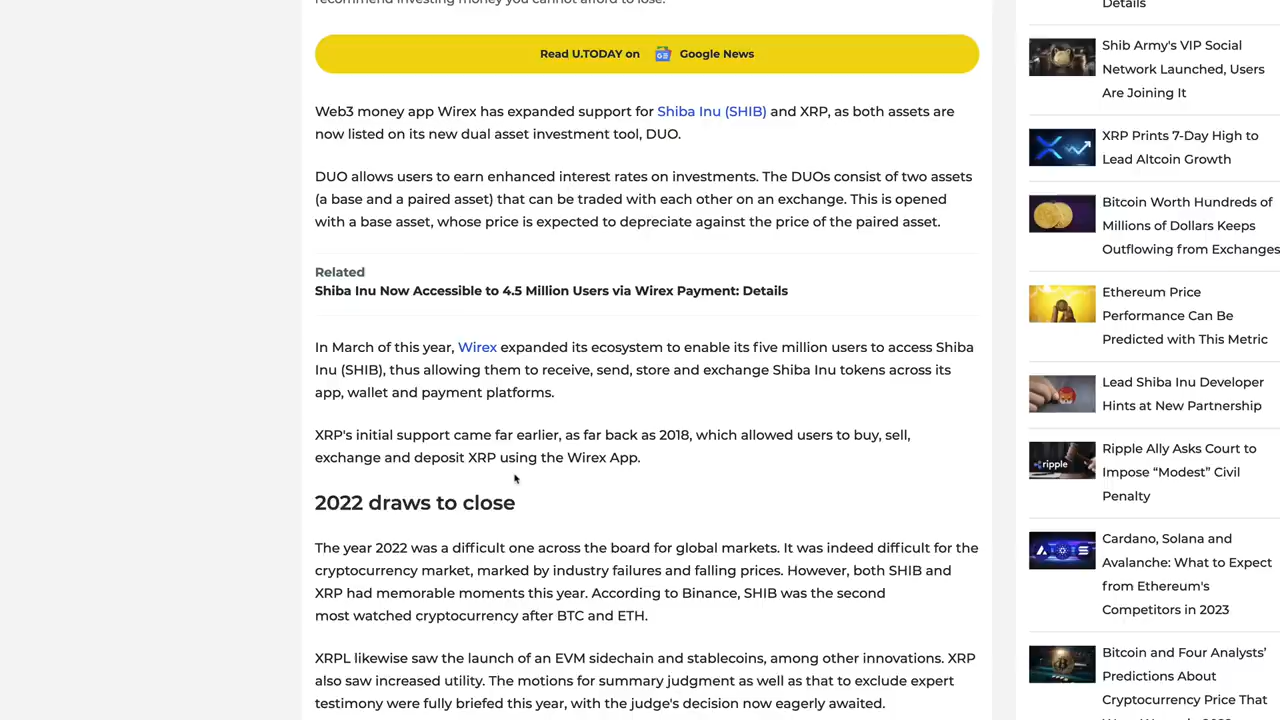 recommend investing money you cannot afford to lose.
Read U.TODAY on Google News
Web3 money app Wirex has expanded support for Shiba Inu (SHIB) and XRP, as both assets are
now listed on its new dual asset investment tool, DUO.
DUO allows users to earn enhanced interest rates on investments. The DUOs consist of two assets
(a base and a paired asset) that can be traded with each other on an exchange. This is opened
with a base asset, whose price is expected to depreciate against the price of the paired asset.
Related
Shiba Inu Now Accessible to 4.5 Million Users via Wirex Payment: Details
In March of this year, Wirex expanded its ecosystem to enable its five million users to access Shiba
Inu (SHIB), thus allowing them to receive, send, store and exchange Shiba Inu tokens across its
app, wallet and payment platforms.
XRP's initial support came far earlier, as far back as 2018, which allowed users to buy, sell,
exchange and deposit XRP using the Wirex App.
2022 draws to close
The year 2022 was a difficult one across the board for global markets. It was indeed difficult for the
cryptocurrency market, marked by industry failures and falling prices. However, both SHIB and
XRP had memorable moments this year. According to Binance, SHIB was the second
most watched cryptocurrency after BTC and ETH.
XRPL likewise saw the launch of an EVM sidechain and stablecoins, among other innovations. XRP
also saw increased utility. The motions for summary judgment as well as that to exclude expert
testimony were fully briefed this year, with the judge's decision now eagerly awaited.
Details
Shib Army's VIP Social
Network Launched, Users
Are Joining It
XRP Prints 7-Day High to
Lead Altcoin Growth
Bitcoin Worth Hundreds of
Millions of Dollars Keeps
Outflowing from Exchanges
Ethereum Price
Performance Can Be
Predicted with This Metric
Lead Shiba Inu Developer
Hints at New Partnership
ripple
Ripple Ally Asks Court to
Impose “Modest” Civil
Penalty
Cardano, Solana and
Avalanche: What to Expect
from Ethereum's
Competitors in 2023
Bitcoin and Four Analysts’
Predictions About
Cryptocurrency Price That